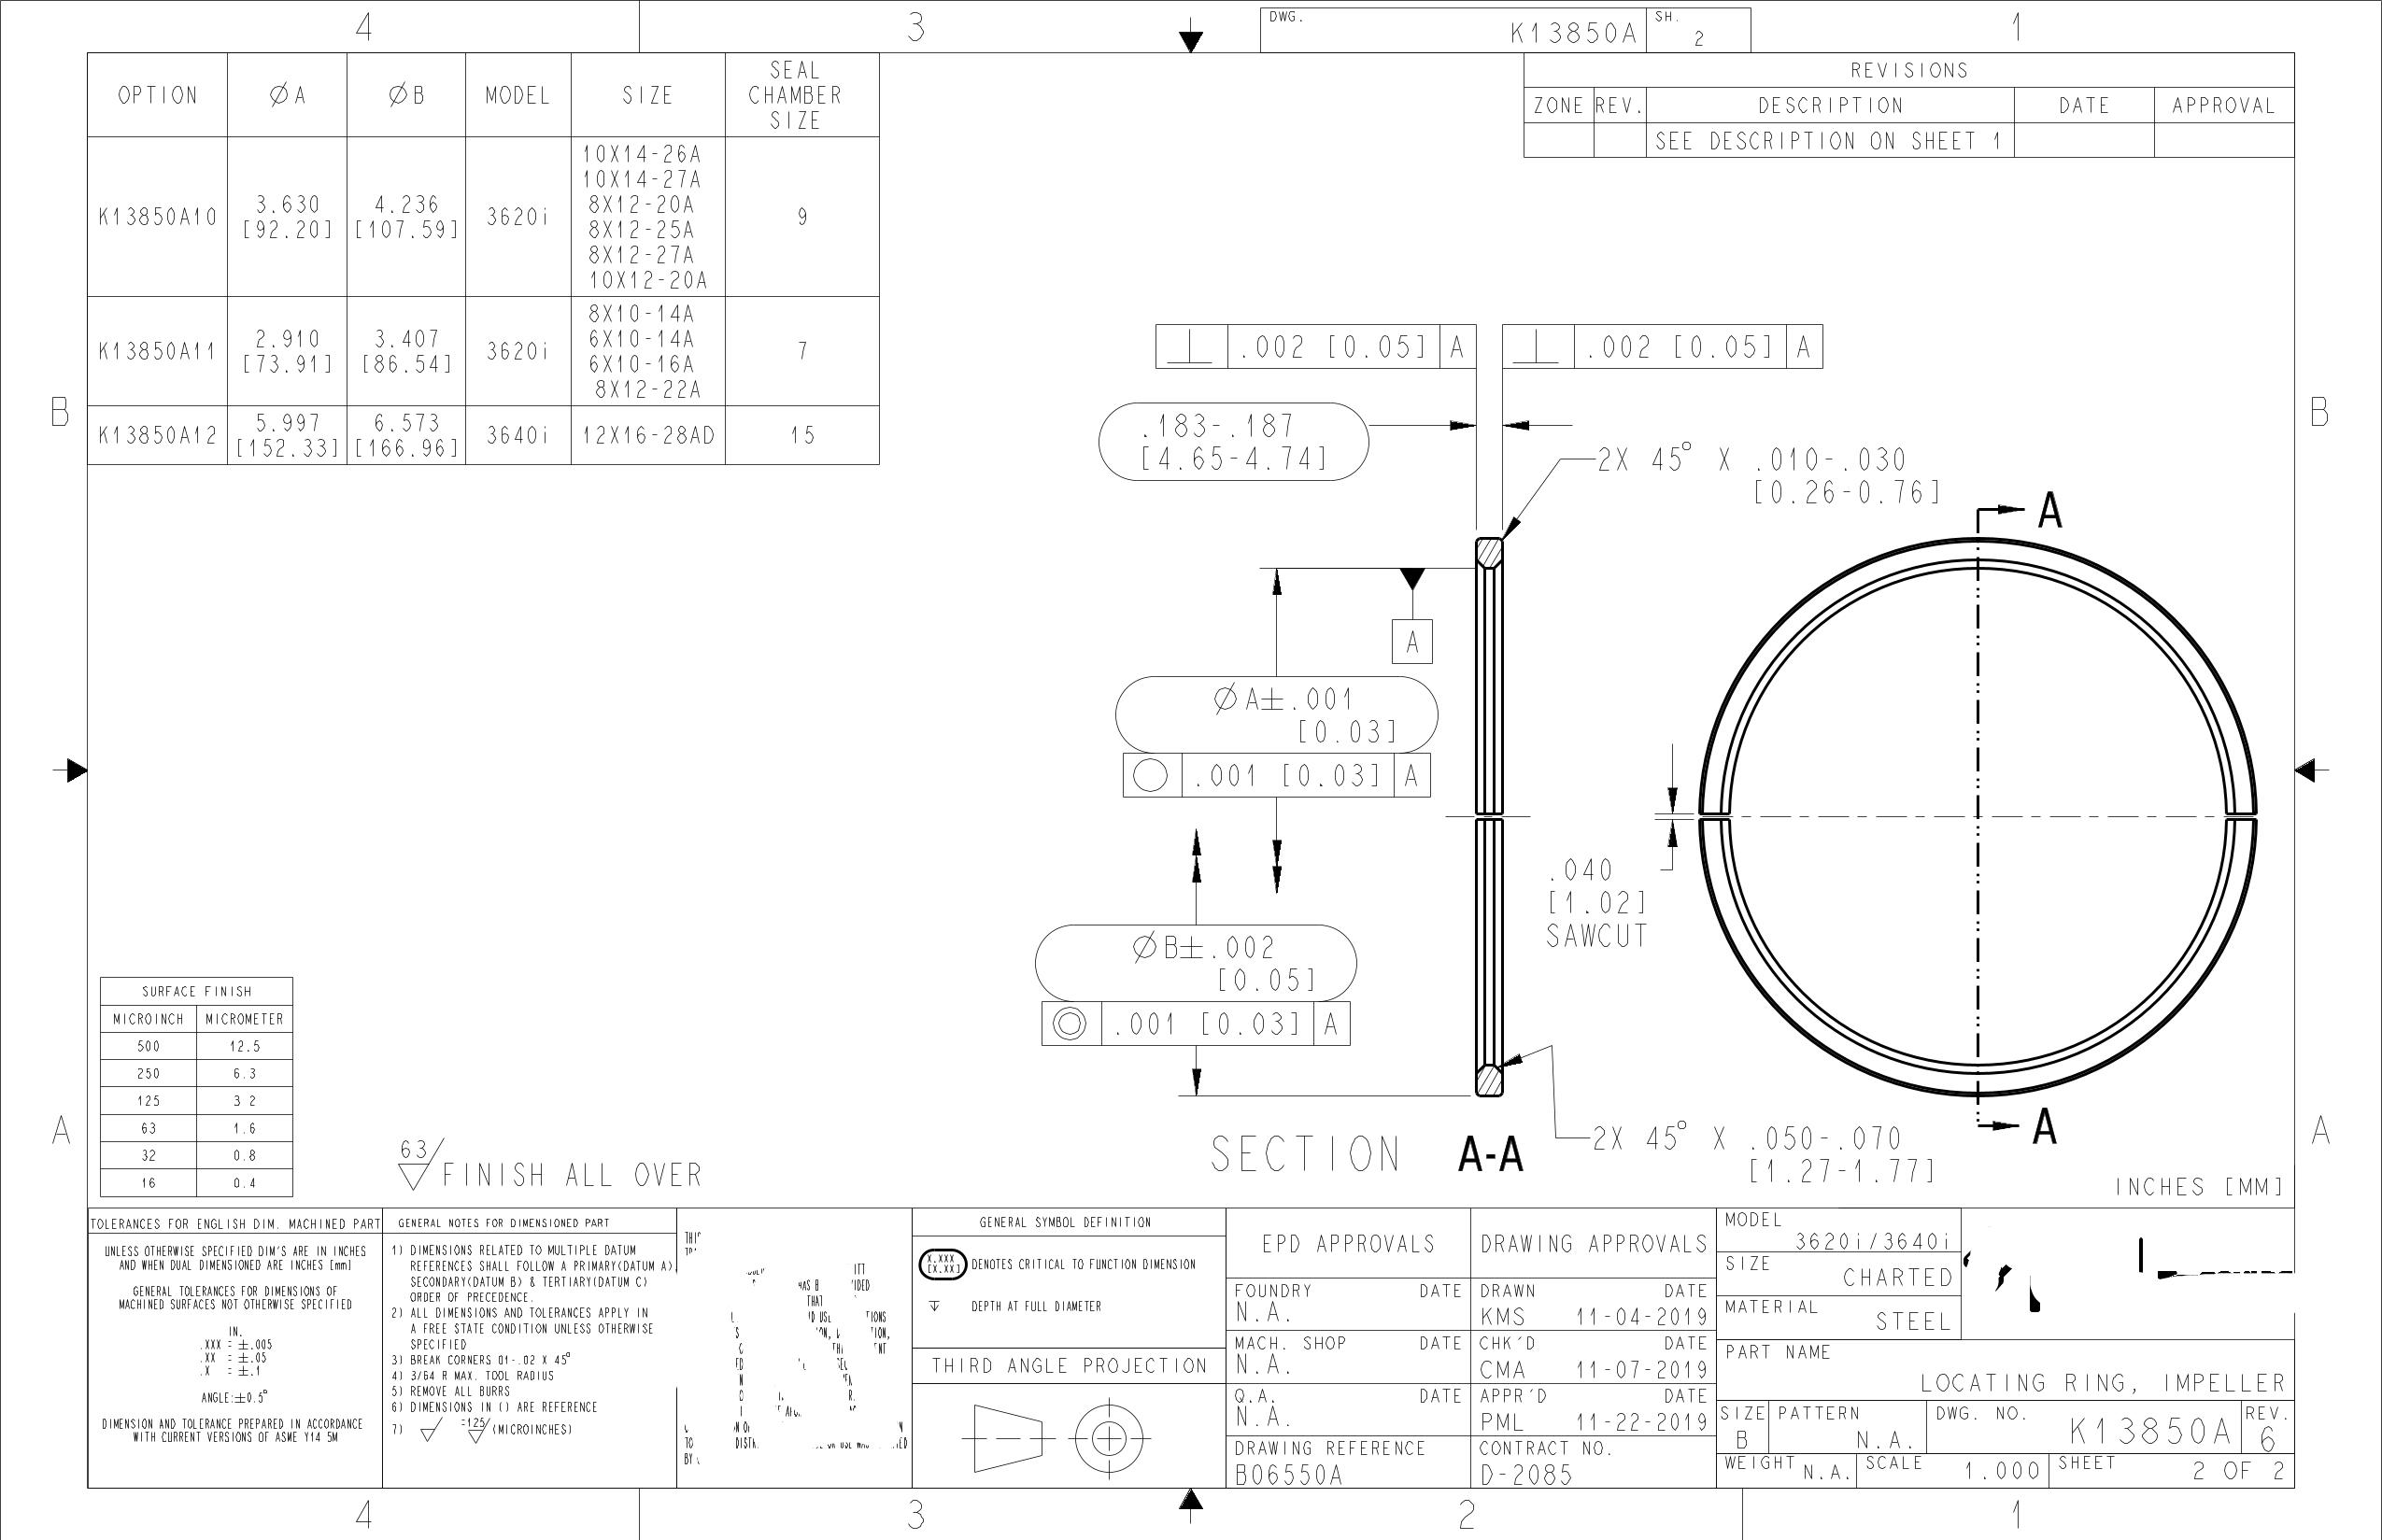 4
3
DWG.
K13850A
SH.
2
1
OPTION
ØA
ØB
MODEL
SIZE
SEAL
CHAMBER
SIZE
K13850A10
3.630
[92.20]
4.236
[107.59]
3620i
10X14-26A
10X14-27A
8X12-20A
8X12-25A
8X12-27A
10X12-20A
9
K13850A11
2.910
[73.91]
3.407
[86.54]
3620i
8X10-14A
6X10-14A
6X10-16A
8X12-22A
7
K13850A12
5.997
[152.33]
6.573
[166.96]
3640i
12X16-28AD
15
REVISIONS
ZONE REV. DESCRIPTION DATE APPROVAL
SEE DESCRIPTION ON SHEET 1
B
B
⊥ .002 [0.05] A
⊥ .002 [0.05] A
.183-.187
[4.65-4.74]
2X 45° X .010-.030
[0.26-0.76]
A
A
ØA±.001
[0.03]
○ .001 [0.03] A
.040
[1.02]
SAWCUT
ØB±.002
[0.05]
◎ .001 [0.03] A
A
2X 45° X .050-.070
[1.27-1.77]
SECTION A-A
INCHES [MM]
SURFACE FINISH
MICROINCH MICROMETER
500 12.5
250 6.3
125 3 2
63 1.6
32 0.8
16 0.4
A
A
63
FINISH ALL OVER
TOLERANCES FOR ENGLISH DIM. MACHINED PART
UNLESS OTHERWISE SPECIFIED DIM'S ARE IN INCHES
AND WHEN DUAL DIMENSIONED ARE INCHES [mm]
GENERAL TOLERANCES FOR DIMENSIONS OF
MACHINED SURFACES NOT OTHERWISE SPECIFIED
IN.
.XXX = ±.005
.XX = ±.05
.X = ±.1
ANGLE:±0.5°
DIMENSION AND TOLERANCE PREPARED IN ACCORDANCE
WITH CURRENT VERSIONS OF ASME Y14 5M
GENERAL NOTES FOR DIMENSIONED PART
1) DIMENSIONS RELATED TO MULTIPLE DATUM
REFERENCES SHALL FOLLOW A PRIMARY(DATUM A),
SECONDARY(DATUM B) & TERTIARY(DATUM C)
ORDER OF PRECEDENCE.
2) ALL DIMENSIONS AND TOLERANCES APPLY IN
A FREE STATE CONDITION UNLESS OTHERWISE
SPECIFIED
3) BREAK CORNERS 01-.02 X 45°
4) 3/64 R MAX. TOOL RADIUS
5) REMOVE ALL BURRS
6) DIMENSIONS IN () ARE REFERENCE
7) =125 (MICROINCHES)
GENERAL SYMBOL DEFINITION
X.XXX
[X.XX]
DENOTES CRITICAL TO FUNCTION DIMENSION
DEPTH AT FULL DIAMETER
THIRD ANGLE PROJECTION
EPD APPROVALS
FOUNDRY DATE
N.A.
MACH. SHOP DATE
N.A.
Q.A. DATE
N.A.
DRAWING REFERENCE
B06550A
DRAWING APPROVALS
DRAWN DATE
KMS 11-04-2019
CHK'D DATE
CMA 11-07-2019
APPR'D DATE
PML 11-22-2019
CONTRACT NO.
D-2085
MODEL
3620i/3640i
SIZE
CHARTED
MATERIAL
STEEL
PART NAME
LOCATING RING, IMPELLER
SIZE
B
PATTERN
N.A.
DWG. NO.
K13850A
REV.
6
WEIGHT N.A.
SCALE 1.000
SHEET 2 OF 2
4
3
2
1